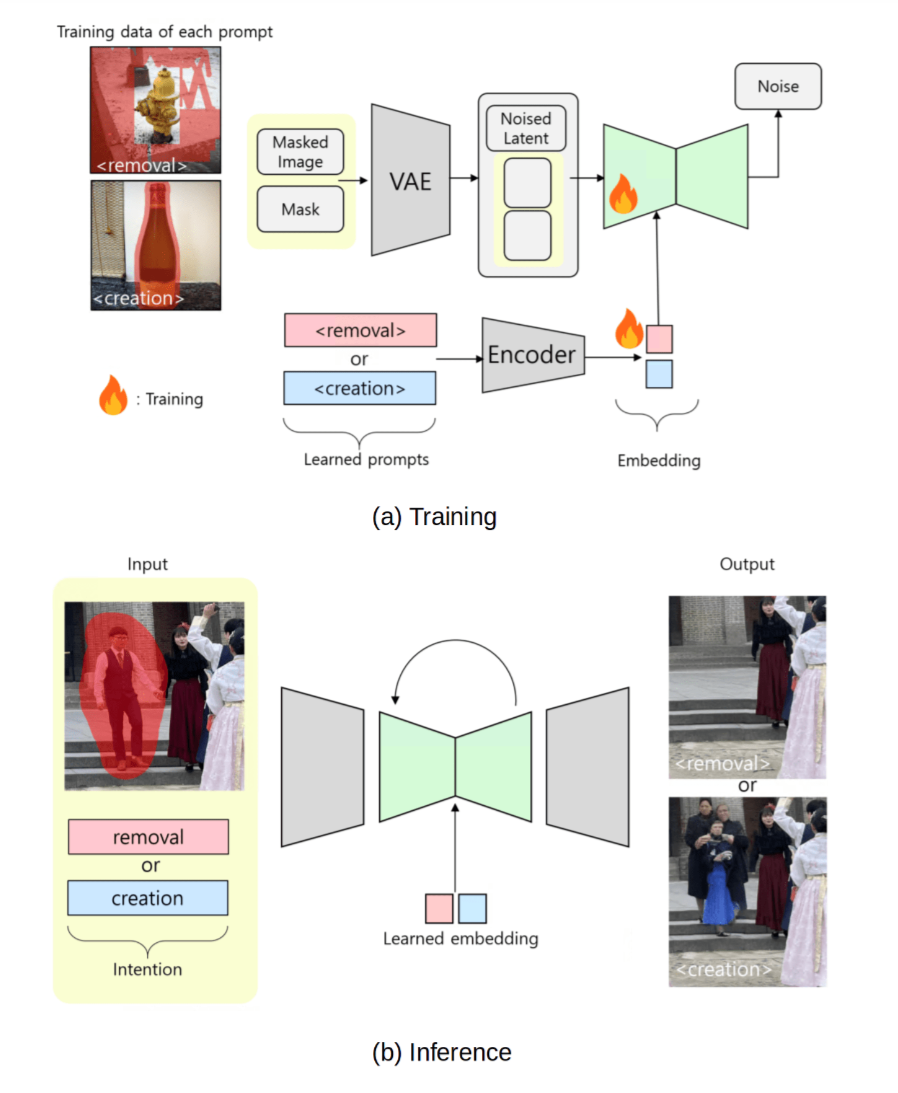 Training data of each prompt
<removal>
<creation>
Masked
Image
Mask
VAE
Noised
Latent
Noise
<removal>
or
<creation>
Encoder
: Training
Learned prompts
Embedding
(a) Training
Input
Output
removal
or
creation
Intention
Learned embedding
<removal>
or
<creation>
(b) Inference